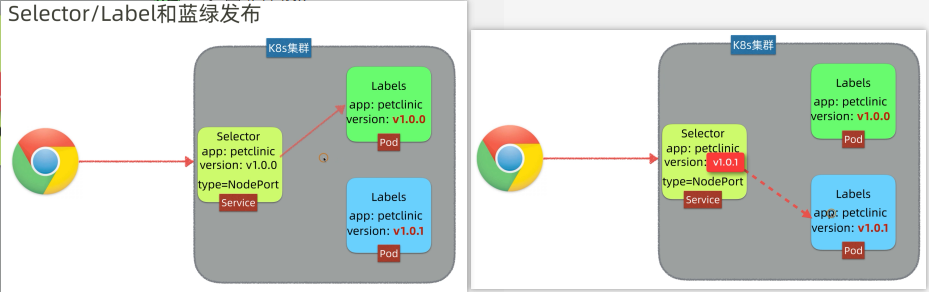 Selector/Label和蓝绿发布
K8s集群
Labels
app: petclinic
version: v1.0.0
Pod
Selector
app: petclinic
version: v1.0.0
type=NodePort
Service
Labels
app: petclinic
version: v1.0.1
Pod
K8s集群
Labels
app: petclinic
version: v1.0.0
Pod
Selector
app: petclinic
version: v1.0.1
type=NodePort
Service
Labels
app: petclinic
version: v1.0.1
Pod